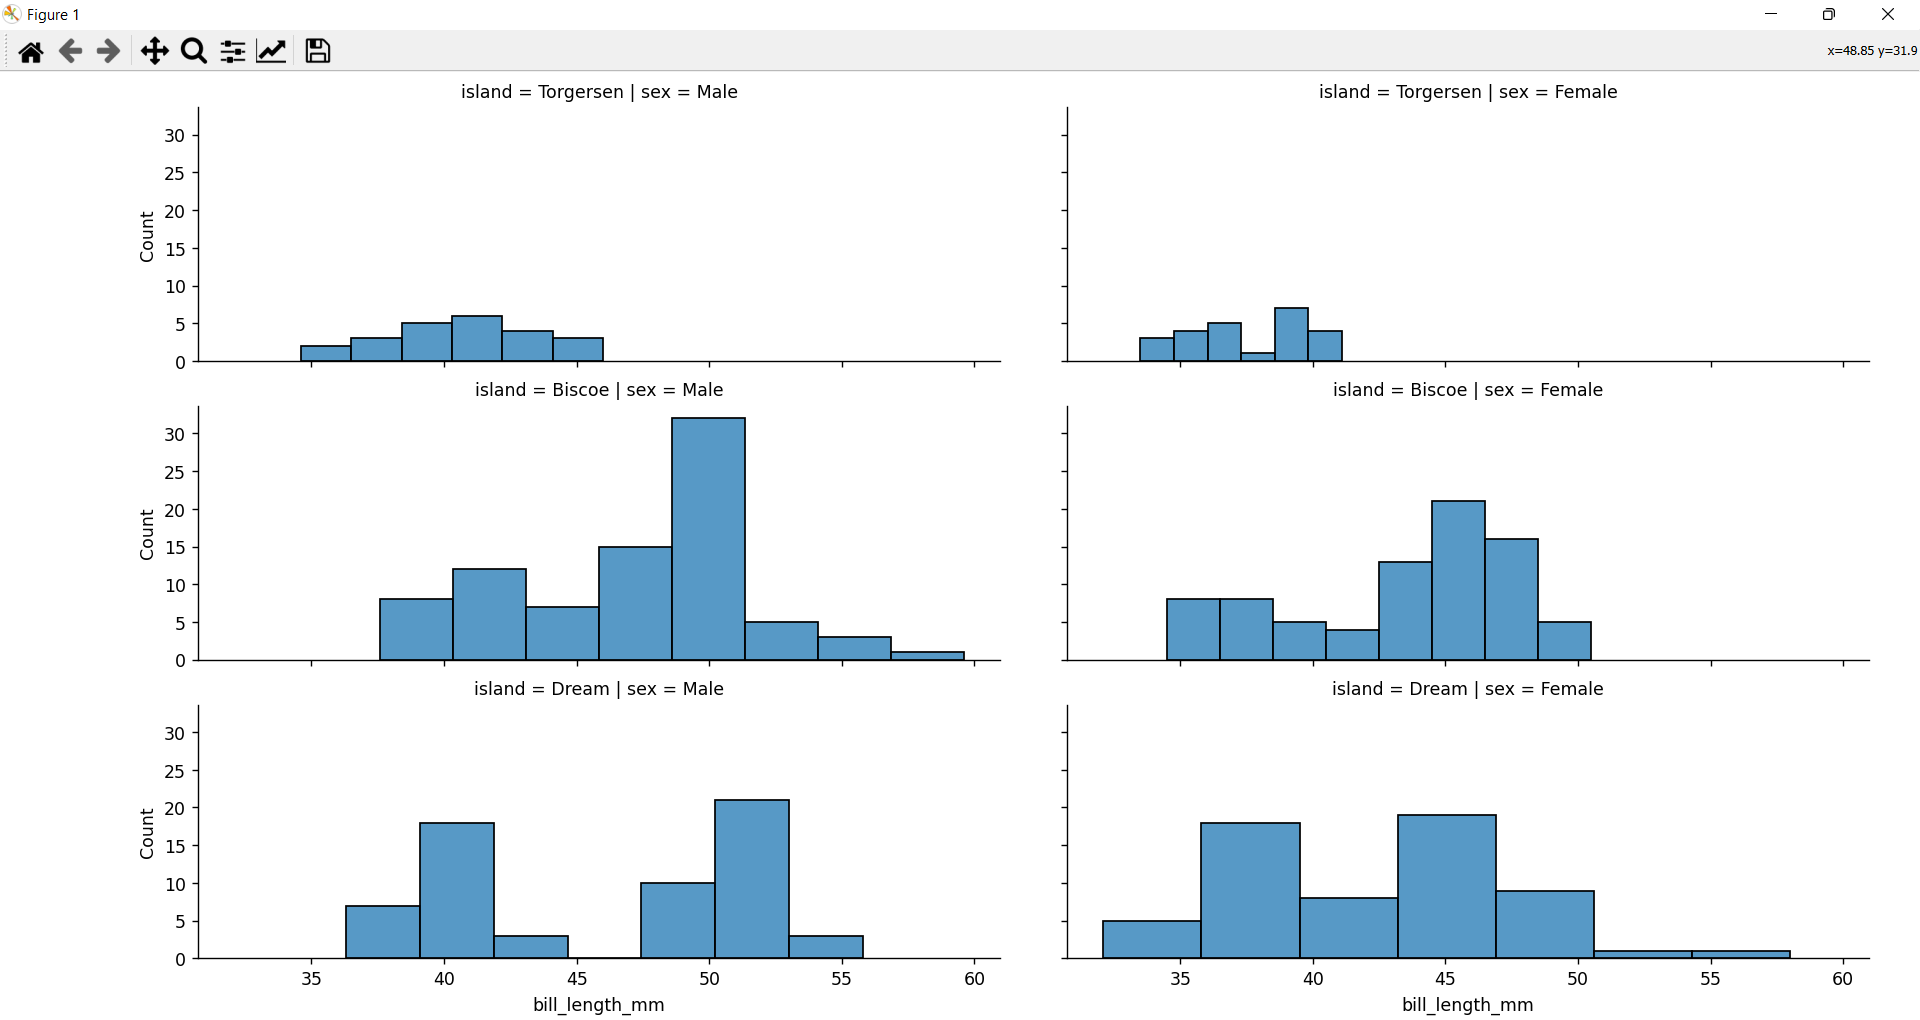 Figure 1
x=48.85 y=31.9
island = Torgersen | sex = Male
island = Torgersen | sex = Female
30
25
20
15
10
5
0
Count
island = Biscoe | sex = Male
island = Biscoe | sex = Female
30
25
20
15
10
5
0
Count
island = Dream | sex = Male
island = Dream | sex = Female
30
25
20
15
10
5
0
Count
35 40 45 50 55 60
35 40 45 50 55 60
bill_length_mm
bill_length_mm